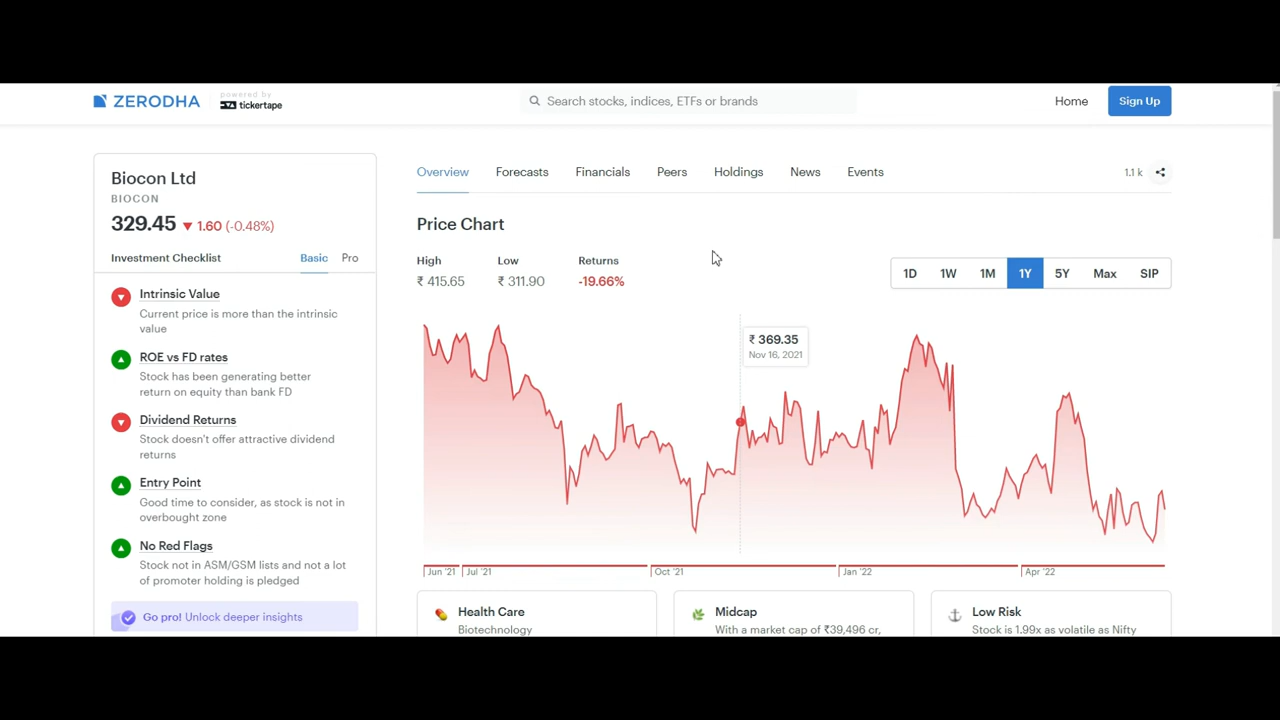 ZERODHA
powered by
tickertape
Search stocks, indices, ETFs or brands
Home
Sign Up
Biocon Ltd
BIOCON
329.45 ▼ 1.60 (-0.48%)
Investment Checklist
Basic
Pro
Intrinsic Value
Current price is more than the intrinsic
value
ROE vs FD rates
Stock has been generating better
return on equity than bank FD
Dividend Returns
Stock doesn't offer attractive dividend
returns
Entry Point
Good time to consider, as stock is not in
overbought zone
No Red Flags
Stock not in ASM/GSM lists and not a lot
of promoter holding is pledged
Go pro! Unlock deeper insights
Overview
Forecasts
Financials
Peers
Holdings
News
Events
1.1 k
Price Chart
High
Low
Returns
₹ 415.65
₹ 311.90
-19.66%
1D
1W
1M
1Y
5Y
Max
SIP
₹ 369.35
Nov 16, 2021
Jun '21
Jul '21
Oct '21
Jan '22
Apr '22
Health Care
Biotechnology
Midcap
With a market cap of ₹39,496 cr,
Low Risk
Stock is 1.99x as volatile as Nifty